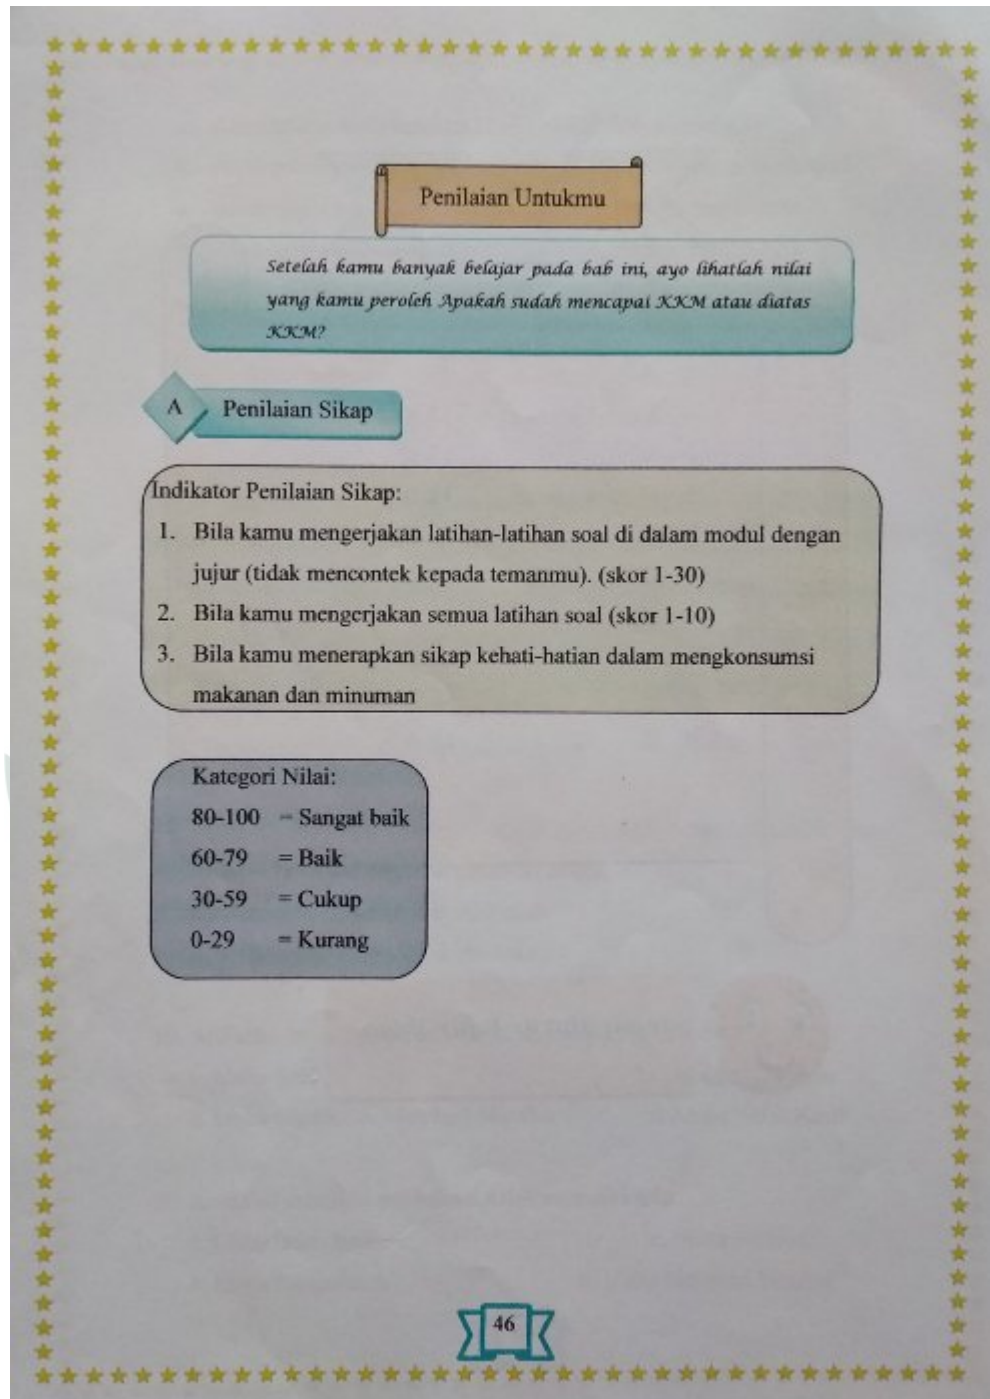 Penilaian Untukmu
Setelah kamu banyak belajar pada bab ini, ayo lihatlah nilai
yang kamu peroleh Apakah sudah mencapai KKM atau diatas
KKM?
A
Penilaian Sikap
Indikator Penilaian Sikap:
1. Bila kamu mengerjakan latihan-latihan soal di dalam modul dengan
jujur (tidak mencontek kepada temanmu). (skor 1-30)
2. Bila kamu mengerjakan semua latihan soal (skor 1-10)
3. Bila kamu menerapkan sikap kehati-hatian dalam mengkonsumsi
makanan dan minuman
Kategori Nilai:
80-100 = Sangat baik
60-79 = Baik
30-59 = Cukup
0-29 = Kurang
46